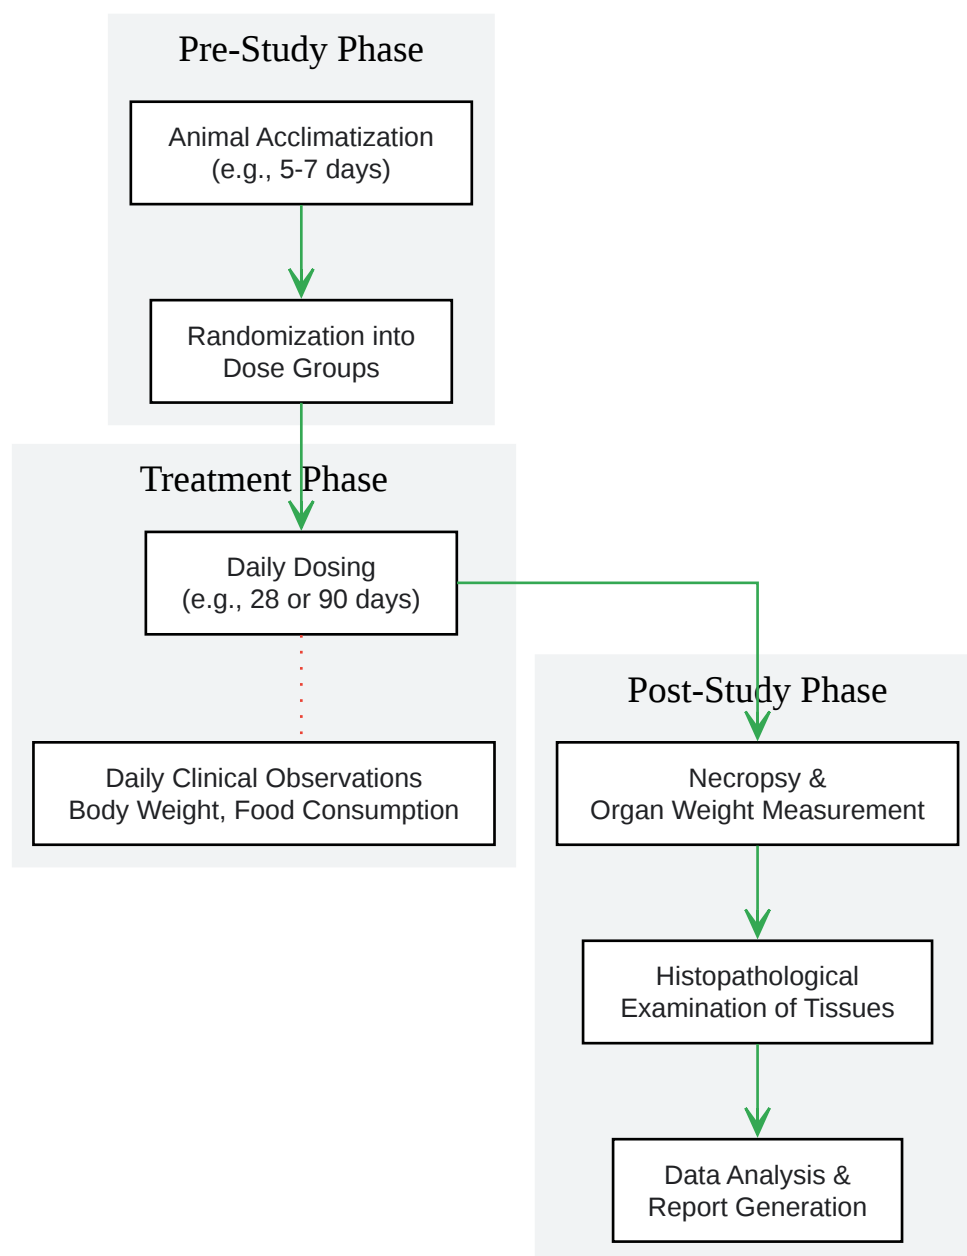 Pre-Study Phase
Animal Acclimatization
(e.g., 5-7 days)
Randomization into
Dose Groups
Treatment Phase
Daily Dosing
(e.g., 28 or 90 days)
Daily Clinical Observations
Body Weight, Food Consumption
Post-Study Phase
Necropsy &
Organ Weight Measurement
Histopathological
Examination of Tissues
Data Analysis &
Report Generation